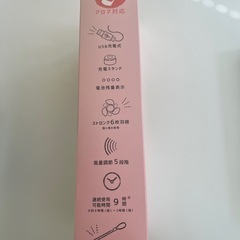 USB充電式
充電スタンド
電池残量表示
ストロング6枚羽根
風量調節5段階
連続使用
可能時間 9時間